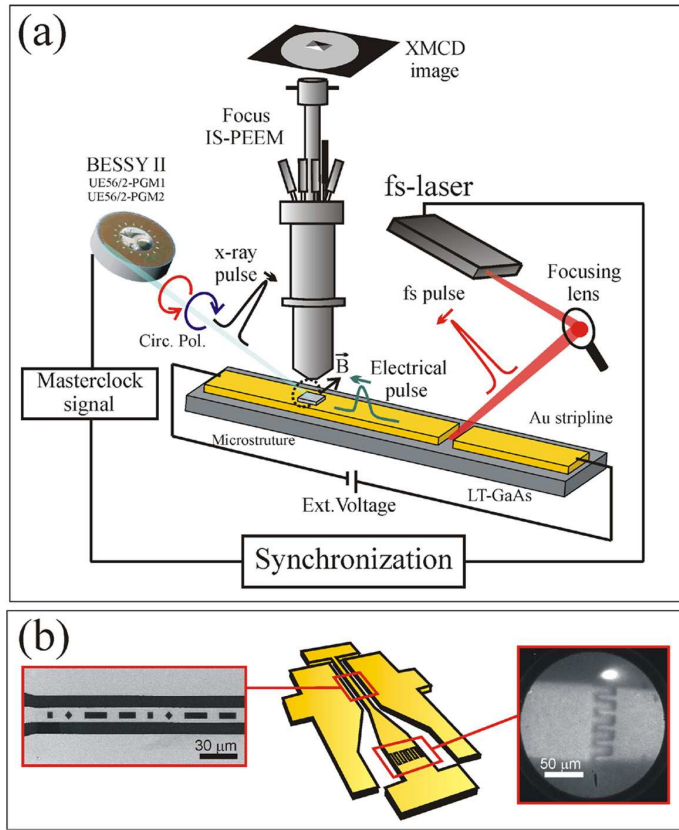 (a)
XMCD
image
Focus
IS-PEEM
BESSY II
UE56/2-PGM1
UE56/2-PGM2
fs-laser
x-ray
pulse
Focusing
lens
fs pulse
Circ. Pol.
B
Electrical
pulse
Masterclock
signal
Au stripline
Microstruture
LT-GaAs
Ext.Voltage
Synchronization
(b)
30 μm
50 μm